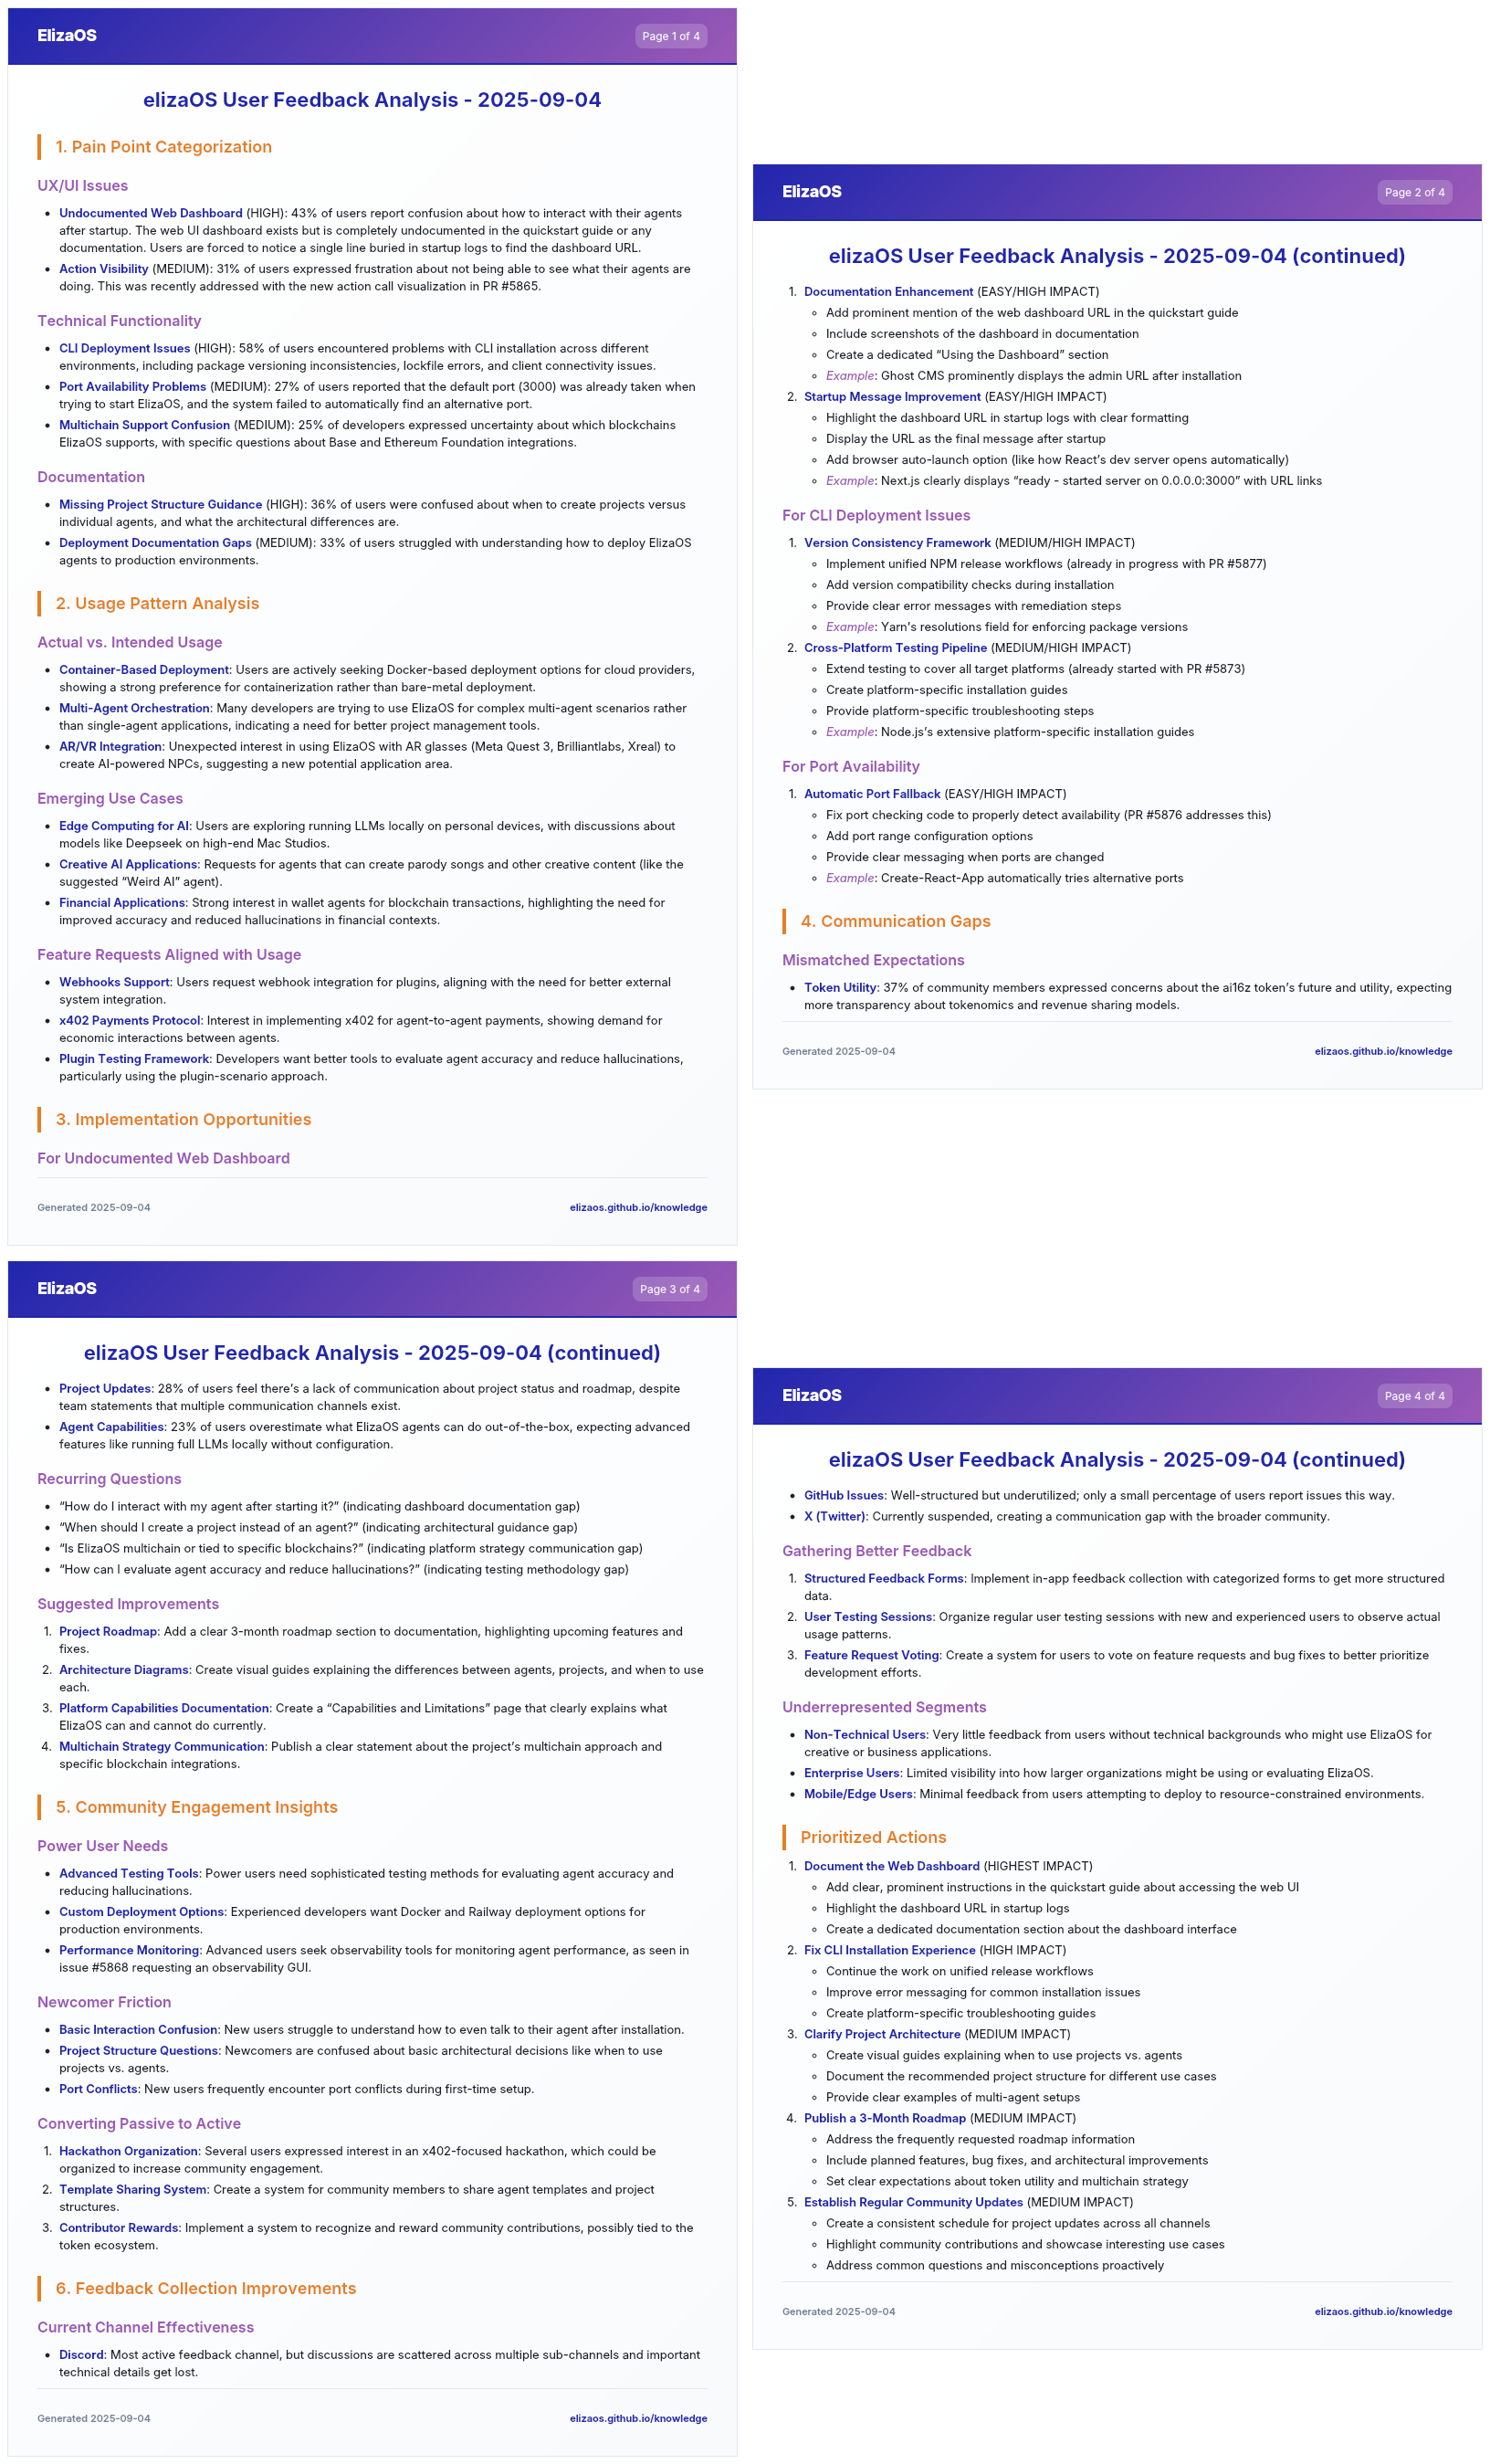 ElizaOS
Page 1 of 4
elizaOS User Feedback Analysis - 2025-09-04
1. Pain Point Categorization
UX/UI Issues
• Undocumented Web Dashboard (HIGH): 43% of users report confusion about how to interact with their agents
after startup. The web UI dashboard exists but is completely undocumented in the quickstart guide or any
documentation. Users are forced to notice a single line buried in startup logs to find the dashboard URL.
• Action Visibility (MEDIUM): 31% of users expressed frustration about not being able to see what their agents are
doing. This was recently addressed with the new action call visualization in PR #5865.
Technical Functionality
• CLI Deployment Issues (HIGH): 58% of users encountered problems with CLI installation across different
environments, including package versioning inconsistencies, lockfile errors, and client connectivity issues.
• Port Availability Problems (MEDIUM): 27% of users reported that the default port (3000) was already taken when
trying to start ElizaOS, and the system failed to automatically find an alternative port.
• Multichain Support Confusion (MEDIUM): 25% of developers expressed uncertainty about which blockchains
ElizaOS supports, with specific questions about Base and Ethereum Foundation integrations.
Documentation
• Missing Project Structure Guidance (HIGH): 36% of users were confused about when to create projects versus
individual agents, and what the architectural differences are.
• Deployment Documentation Gaps (MEDIUM): 33% of users struggled with understanding how to deploy ElizaOS
agents to production environments.
2. Usage Pattern Analysis
Actual vs. Intended Usage
• Container-Based Deployment: Users are actively seeking Docker-based deployment options for cloud providers,
showing a strong preference for containerization rather than bare-metal deployment.
• Multi-Agent Orchestration: Many developers are trying to use ElizaOS for complex multi-agent scenarios rather
than single-agent applications, indicating a need for better project management tools.
• AR/VR Integration: Unexpected interest in using ElizaOS with AR glasses (Meta Quest 3, Brilliantlabs, Xreal) to
create AI-powered NPCs, suggesting a new potential application area.
Emerging Use Cases
• Edge Computing for AI: Users are exploring running LLMs locally on personal devices, with discussions about
models like Deepseek on high-end Mac Studios.
• Creative AI Applications: Requests for agents that can create parody songs and other creative content (like the
suggested “Weird AI” agent).
• Financial Applications: Strong interest in wallet agents for blockchain transactions, highlighting the need for
improved accuracy and reduced hallucinations in financial contexts.
Feature Requests Aligned with Usage
• Webhooks Support: Users request webhook integration for plugins, aligning with the need for better external
system integration.
• x402 Payments Protocol: Interest in implementing x402 for agent-to-agent payments, showing demand for
economic interactions between agents.
• Plugin Testing Framework: Developers want better tools to evaluate agent accuracy and reduce hallucinations,
particularly using the plugin-scenario approach.
3. Implementation Opportunities
For Undocumented Web Dashboard
Generated 2025-09-04
elizaos.github.io/knowledge
ElizaOS
Page 2 of 4
elizaOS User Feedback Analysis - 2025-09-04 (continued)
1. Documentation Enhancement (EASY/HIGH IMPACT)
◦ Add prominent mention of the web dashboard URL in the quickstart guide
◦ Include screenshots of the dashboard in documentation
◦ Create a dedicated “Using the Dashboard” section
◦ Example: Ghost CMS prominently displays the admin URL after installation
2. Startup Message Improvement (EASY/HIGH IMPACT)
◦ Highlight the dashboard URL in startup logs with clear formatting
◦ Display the URL as the final message after startup
◦ Add browser auto-launch option (like how React’s dev server opens automatically)
◦ Example: Next.js clearly displays “ready - started server on 0.0.0.0:3000” with URL links
For CLI Deployment Issues
1. Version Consistency Framework (MEDIUM/HIGH IMPACT)
◦ Implement unified NPM release workflows (already in progress with PR #5877)
◦ Add version compatibility checks during installation
◦ Provide clear error messages with remediation steps
◦ Example: Yarn’s resolutions field for enforcing package versions
2. Cross-Platform Testing Pipeline (MEDIUM/HIGH IMPACT)
◦ Extend testing to cover all target platforms (already started with PR #5873)
◦ Create platform-specific installation guides
◦ Provide platform-specific troubleshooting steps
◦ Example: Node.js’s extensive platform-specific installation guides
For Port Availability
1. Automatic Port Fallback (EASY/HIGH IMPACT)
◦ Fix port checking code to properly detect availability (PR #5876 addresses this)
◦ Add port range configuration options
◦ Provide clear messaging when ports are changed
◦ Example: Create-React-App automatically tries alternative ports
4. Communication Gaps
Mismatched Expectations
• Token Utility: 37% of community members expressed concerns about the ai16z token’s future and utility, expecting
more transparency about tokenomics and revenue sharing models.
Generated 2025-09-04
elizaos.github.io/knowledge
ElizaOS
Page 3 of 4
elizaOS User Feedback Analysis - 2025-09-04 (continued)
• Project Updates: 28% of users feel there’s a lack of communication about project status and roadmap, despite
team statements that multiple communication channels exist.
• Agent Capabilities: 23% of users overestimate what ElizaOS agents can do out-of-the-box, expecting advanced
features like running full LLMs locally without configuration.
Recurring Questions
• “How do I interact with my agent after starting it?” (indicating dashboard documentation gap)
• “When should I create a project instead of an agent?” (indicating architectural guidance gap)
• “Is ElizaOS multichain or tied to specific blockchains?” (indicating platform strategy communication gap)
• “How can I evaluate agent accuracy and reduce hallucinations?” (indicating testing methodology gap)
Suggested Improvements
1. Project Roadmap: Add a clear 3-month roadmap section to documentation, highlighting upcoming features and
fixes.
2. Architecture Diagrams: Create visual guides explaining the differences between agents, projects, and when to use
each.
3. Platform Capabilities Documentation: Create a “Capabilities and Limitations” page that clearly explains what
ElizaOS can and cannot do currently.
4. Multichain Strategy Communication: Publish a clear statement about the project’s multichain approach and
specific blockchain integrations.
5. Community Engagement Insights
Power User Needs
• Advanced Testing Tools: Power users need sophisticated testing methods for evaluating agent accuracy and
reducing hallucinations.
• Custom Deployment Options: Experienced developers want Docker and Railway deployment options for
production environments.
• Performance Monitoring: Advanced users seek observability tools for monitoring agent performance, as seen in
issue #5868 requesting an observability GUI.
Newcomer Friction
• Basic Interaction Confusion: New users struggle to understand how to even talk to their agent after installation.
• Project Structure Questions: Newcomers are confused about basic architectural decisions like when to use
projects vs. agents.
• Port Conflicts: New users frequently encounter port conflicts during first-time setup.
Converting Passive to Active
1. Hackathon Organization: Several users expressed interest in an x402-focused hackathon, which could be
organized to increase community engagement.
2. Template Sharing System: Create a system for community members to share agent templates and project
structures.
3. Contributor Rewards: Implement a system to recognize and reward community contributions, possibly tied to the
token ecosystem.
6. Feedback Collection Improvements
Current Channel Effectiveness
• Discord: Most active feedback channel, but discussions are scattered across multiple sub-channels and important
technical details get lost.
Generated 2025-09-04
elizaos.github.io/knowledge
ElizaOS
Page 4 of 4
elizaOS User Feedback Analysis - 2025-09-04 (continued)
• GitHub Issues: Well-structured but underutilized; only a small percentage of users report issues this way.
• X (Twitter): Currently suspended, creating a communication gap with the broader community.
Gathering Better Feedback
1. Structured Feedback Forms: Implement in-app feedback collection with categorized forms to get more structured
data.
2. User Testing Sessions: Organize regular user testing sessions with new and experienced users to observe actual
usage patterns.
3. Feature Request Voting: Create a system for users to vote on feature requests and bug fixes to better prioritize
development efforts.
Underrepresented Segments
• Non-Technical Users: Very little feedback from users without technical backgrounds who might use ElizaOS for
creative or business applications.
• Enterprise Users: Limited visibility into how larger organizations might be using or evaluating ElizaOS.
• Mobile/Edge Users: Minimal feedback from users attempting to deploy to resource-constrained environments.
Prioritized Actions
1. Document the Web Dashboard (HIGHEST IMPACT)
◦ Add clear, prominent instructions in the quickstart guide about accessing the web UI
◦ Highlight the dashboard URL in startup logs
◦ Create a dedicated documentation section about the dashboard interface
2. Fix CLI Installation Experience (HIGH IMPACT)
◦ Continue the work on unified release workflows
◦ Improve error messaging for common installation issues
◦ Create platform-specific troubleshooting guides
3. Clarify Project Architecture (MEDIUM IMPACT)
◦ Create visual guides explaining when to use projects vs. agents
◦ Document the recommended project structure for different use cases
◦ Provide clear examples of multi-agent setups
4. Publish a 3-Month Roadmap (MEDIUM IMPACT)
◦ Address the frequently requested roadmap information
◦ Include planned features, bug fixes, and architectural improvements
◦ Set clear expectations about token utility and multichain strategy
5. Establish Regular Community Updates (MEDIUM IMPACT)
◦ Create a consistent schedule for project updates across all channels
◦ Highlight community contributions and showcase interesting use cases
◦ Address common questions and misconceptions proactively
Generated 2025-09-04
elizaos.github.io/knowledge